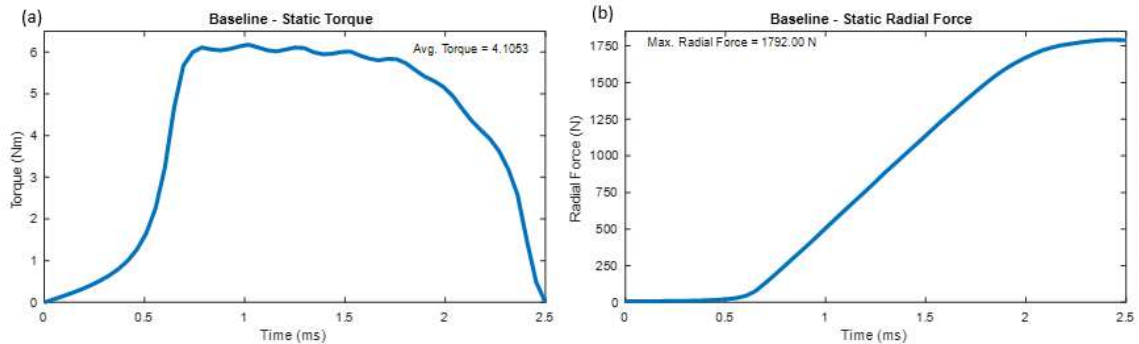 (a)
Baseline - Static Torque
Avg. Torque = 4.1053
Torque (Nm)
6
5
4
3
2
1
0
0 0.5 1 1.5 2 2.5
Time (ms)
(b)
Baseline - Static Radial Force
Max. Radial Force = 1792.00 N
Radial Force (N)
1750
1500
1250
1000
750
500
250
0
0 0.5 1 1.5 2 2.5
Time (ms)